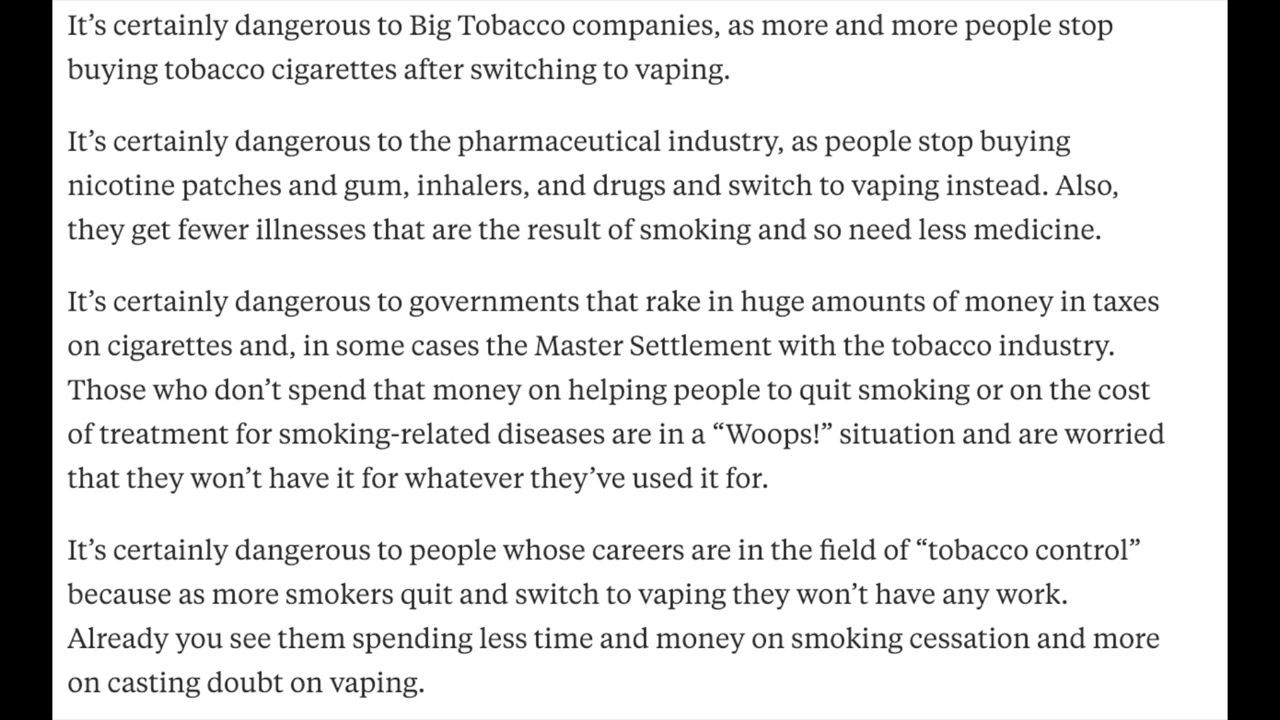 It’s certainly dangerous to Big Tobacco companies, as more and more people stop
buying tobacco cigarettes after switching to vaping.
It’s certainly dangerous to the pharmaceutical industry, as people stop buying
nicotine patches and gum, inhalers, and drugs and switch to vaping instead. Also,
they get fewer illnesses that are the result of smoking and so need less medicine.
It’s certainly dangerous to governments that rake in huge amounts of money in taxes
on cigarettes and, in some cases the Master Settlement with the tobacco industry.
Those who don’t spend that money on helping people to quit smoking or on the cost
of treatment for smoking-related diseases are in a “Woops!” situation and are worried
that they won’t have it for whatever they’ve used it for.
It’s certainly dangerous to people whose careers are in the field of “tobacco control”
because as more smokers quit and switch to vaping they won’t have any work.
Already you see them spending less time and money on smoking cessation and more
on casting doubt on vaping.